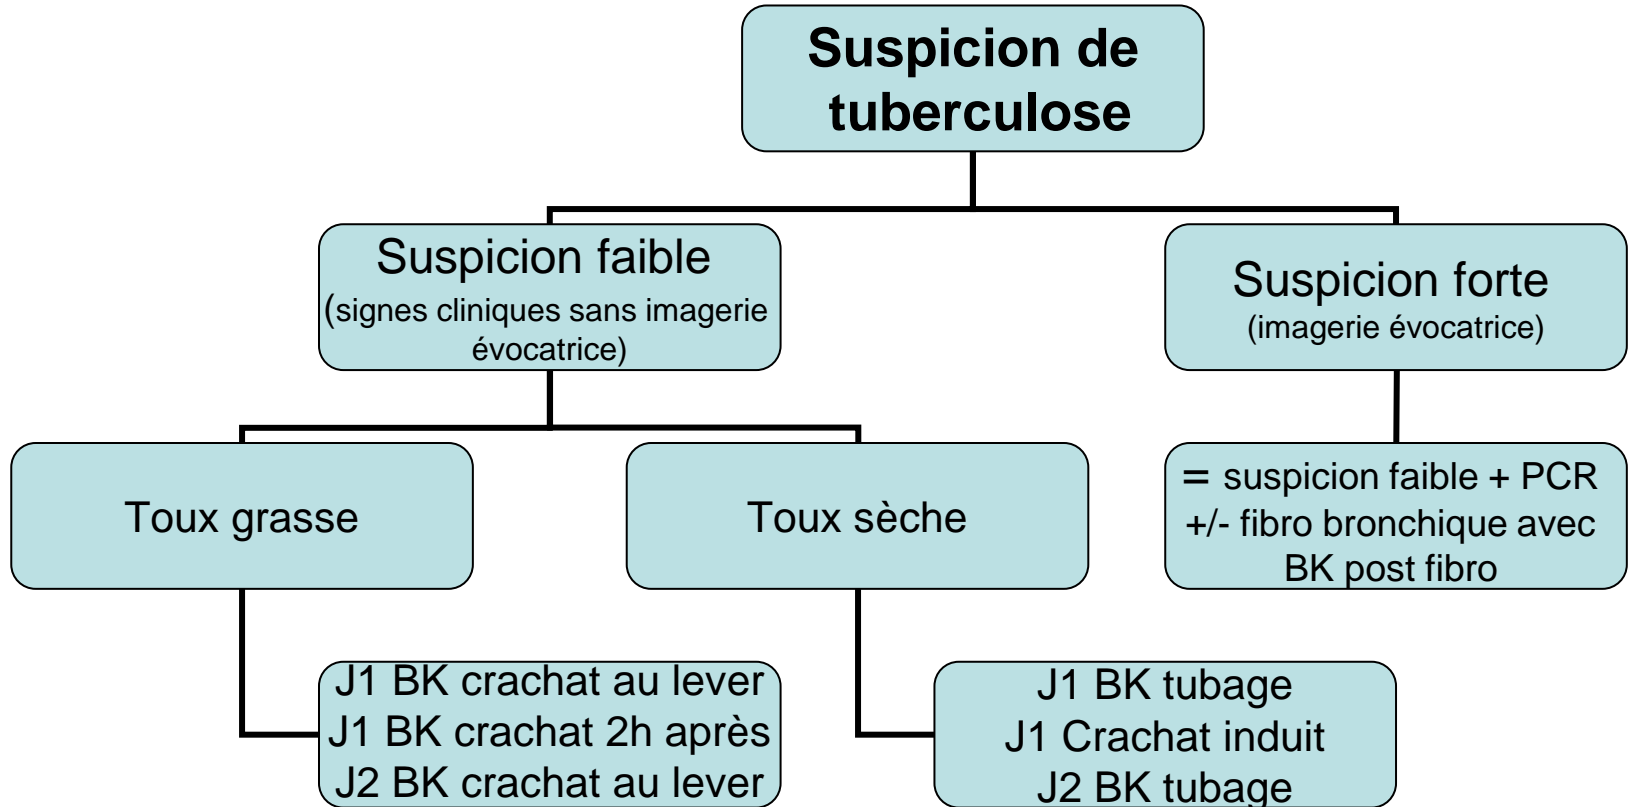 Suspicion de
tuberculose
Suspicion faible
(signes cliniques sans imagerie
évocatrice)
Suspicion forte
(imagerie évocatrice)
Toux grasse
Toux sèche
= suspicion faible + PCR
+/- fibro bronchique avec
BK post fibro
J1 BK crachat au lever
J1 BK crachat 2h après
J2 BK crachat au lever
J1 BK tubage
J1 Crachat induit
J2 BK tubage